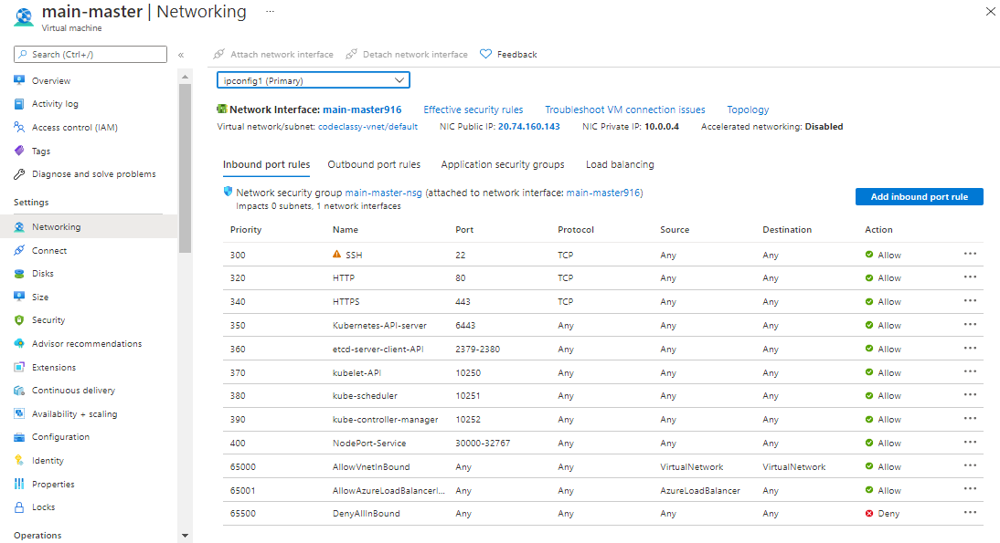 main-master | Networking ...
Virtual machine
Search (Ctrl+/)
«
Attach network interface Detach network interface Feedback
Overview
Activity log
Access control (IAM)
Tags
Diagnose and solve problems
Settings
Networking
Connect
Disks
Size
Security
Advisor recommendations
Extensions
Continuous delivery
Availability + scaling
Configuration
Identity
Properties
Locks
Operations
ipconfig1 (Primary)
Network Interface: main-master916 Effective security rules Troubleshoot VM connection issues Topology
Virtual network/subnet: codeclassy-vnet/default NIC Public IP: 20.74.160.143 NIC Private IP: 10.0.0.4 Accelerated networking: Disabled
Inbound port rules Outbound port rules Application security groups Load balancing
Network security group main-master-nsg (attached to network interface: main-master916)
Impacts 0 subnets, 1 network interfaces
Add inbound port rule
Priority Name Port Protocol Source Destination Action
300 SSH 22 TCP Any Any Allow ...
320 HTTP 80 TCP Any Any Allow ...
340 HTTPS 443 TCP Any Any Allow ...
350 Kubernetes-API-server 6443 Any Any Any Allow ...
360 etcd-server-client-API 2379-2380 Any Any Any Allow ...
370 kubelet-API 10250 Any Any Any Allow ...
380 kube-scheduler 10251 Any Any Any Allow ...
390 kube-controller-manager 10252 Any Any Any Allow ...
400 NodePort-Service 30000-32767 Any Any Any Allow ...
65000 AllowVnetInBound Any Any VirtualNetwork VirtualNetwork Allow ...
65001 AllowAzureLoadBalancerI... Any Any AzureLoadBalancer Any Allow ...
65500 DenyAllInBound Any Any Any Any Deny ...